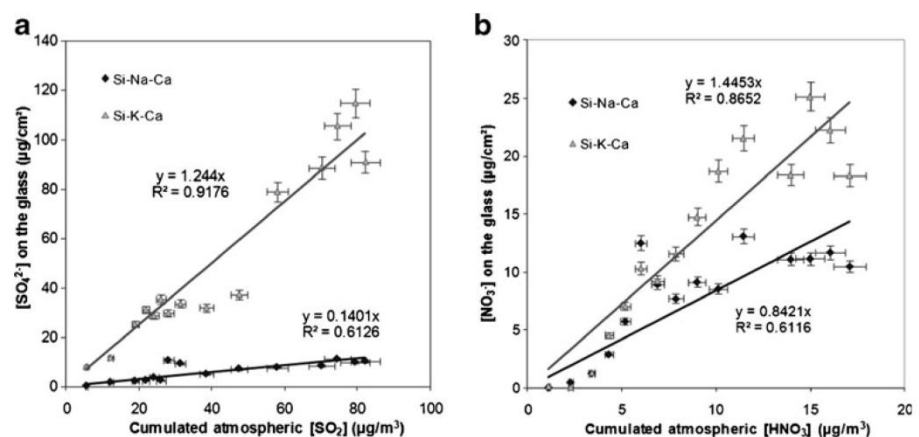 a
[SO₄²⁻] on the glass (µg/cm²)
140
120
100
80
60
40
20
0
Si-Na-Ca
Si-K-Ca
y = 1.244x
R² = 0.9176
y = 0.1401x
R² = 0.6126
0 20 40 60 80 100
Cumulated atmospheric [SO₂] (µg/m³)
b
[NO₃⁻] on the glass (µg/cm²)
30
25
20
15
10
5
0
Si-Na-Ca
Si-K-Ca
y = 1.4453x
R² = 0.8652
y = 0.8421x
R² = 0.6116
0 5 10 15 20
Cumulated atmospheric [HNO₃] (µg/m³)